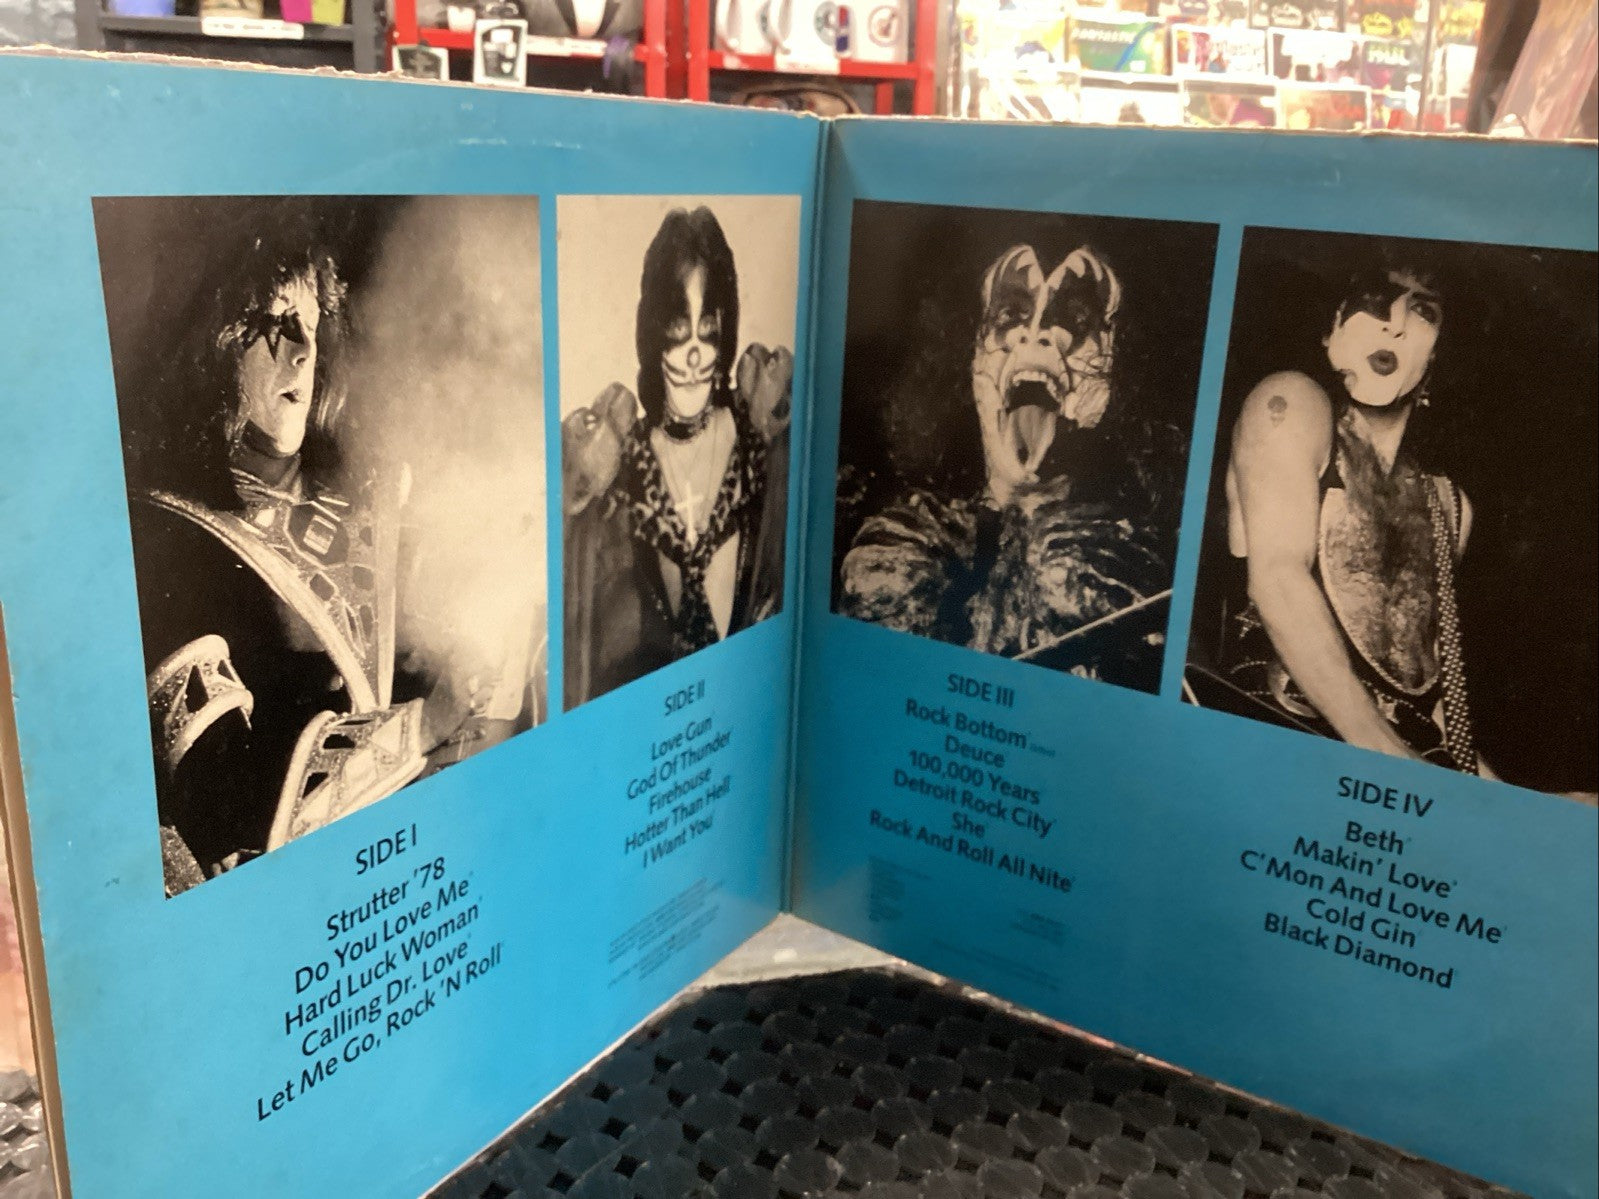 SIDE I
Strutter '78
Do You Love Me
Hard Luck Woman
Calling Dr. Love
Let Me Go, Rock 'N Roll
SIDE II
Love Gun
God Of Thunder
Firehouse
Hotter Than Hell
I Want You
SIDE III
Rock Bottom
Deuce
100,000 Years
Detroit Rock City
She
Rock And Roll All Nite
SIDE IV
Beth
Makin' Love
C'Mon And Love Me
Cold Gin
Black Diamond